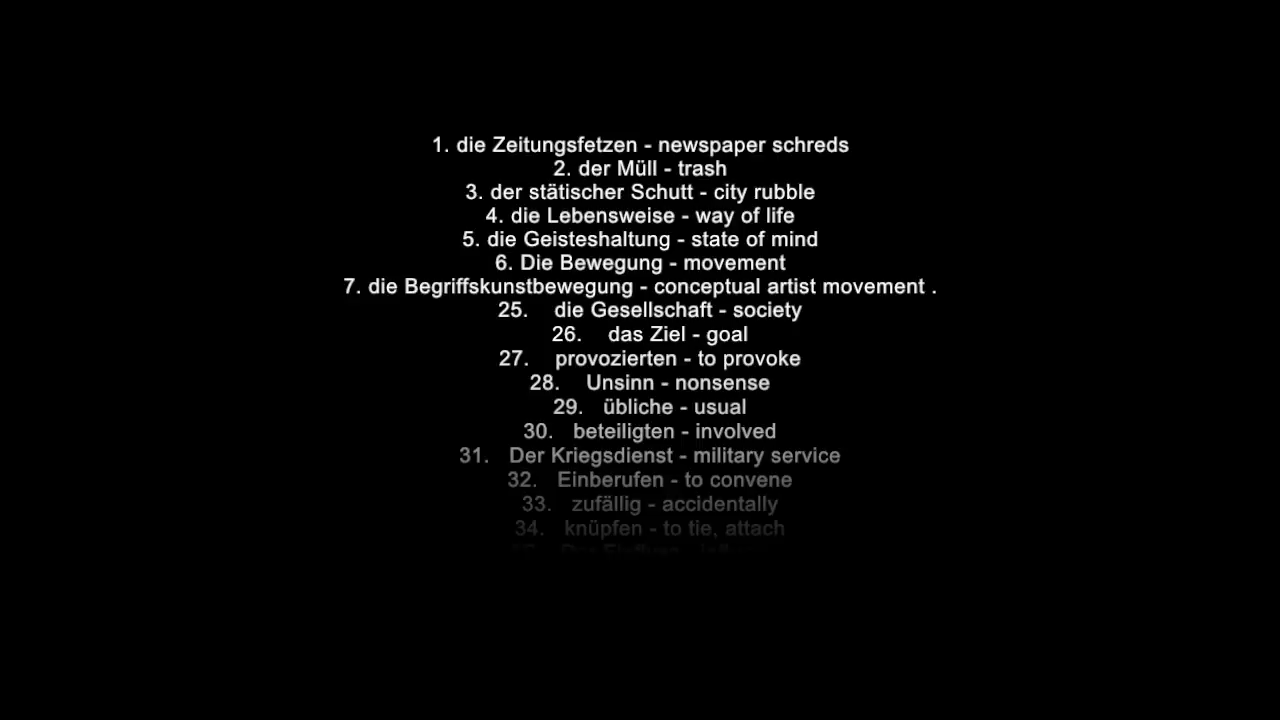 1. die Zeitungsfetzen - newspaper schreds
2. der Müll - trash
3. der stätischer Schutt - city rubble
4. die Lebensweise - way of life
5. die Geisteshaltung - state of mind
6. Die Bewegung - movement
7. die Begriffskunstbewegung - conceptual artist movement .
25. die Gesellschaft - society
26. das Ziel - goal
27. provozierten - to provoke
28. Unsinn - nonsense
29. übliche - usual
30. beteiligten - involved
31. Der Kriegsdienst - military service
32. Einberufen - to convene
33. zufällig - accidentally
34. knüpfen - to tie, attach